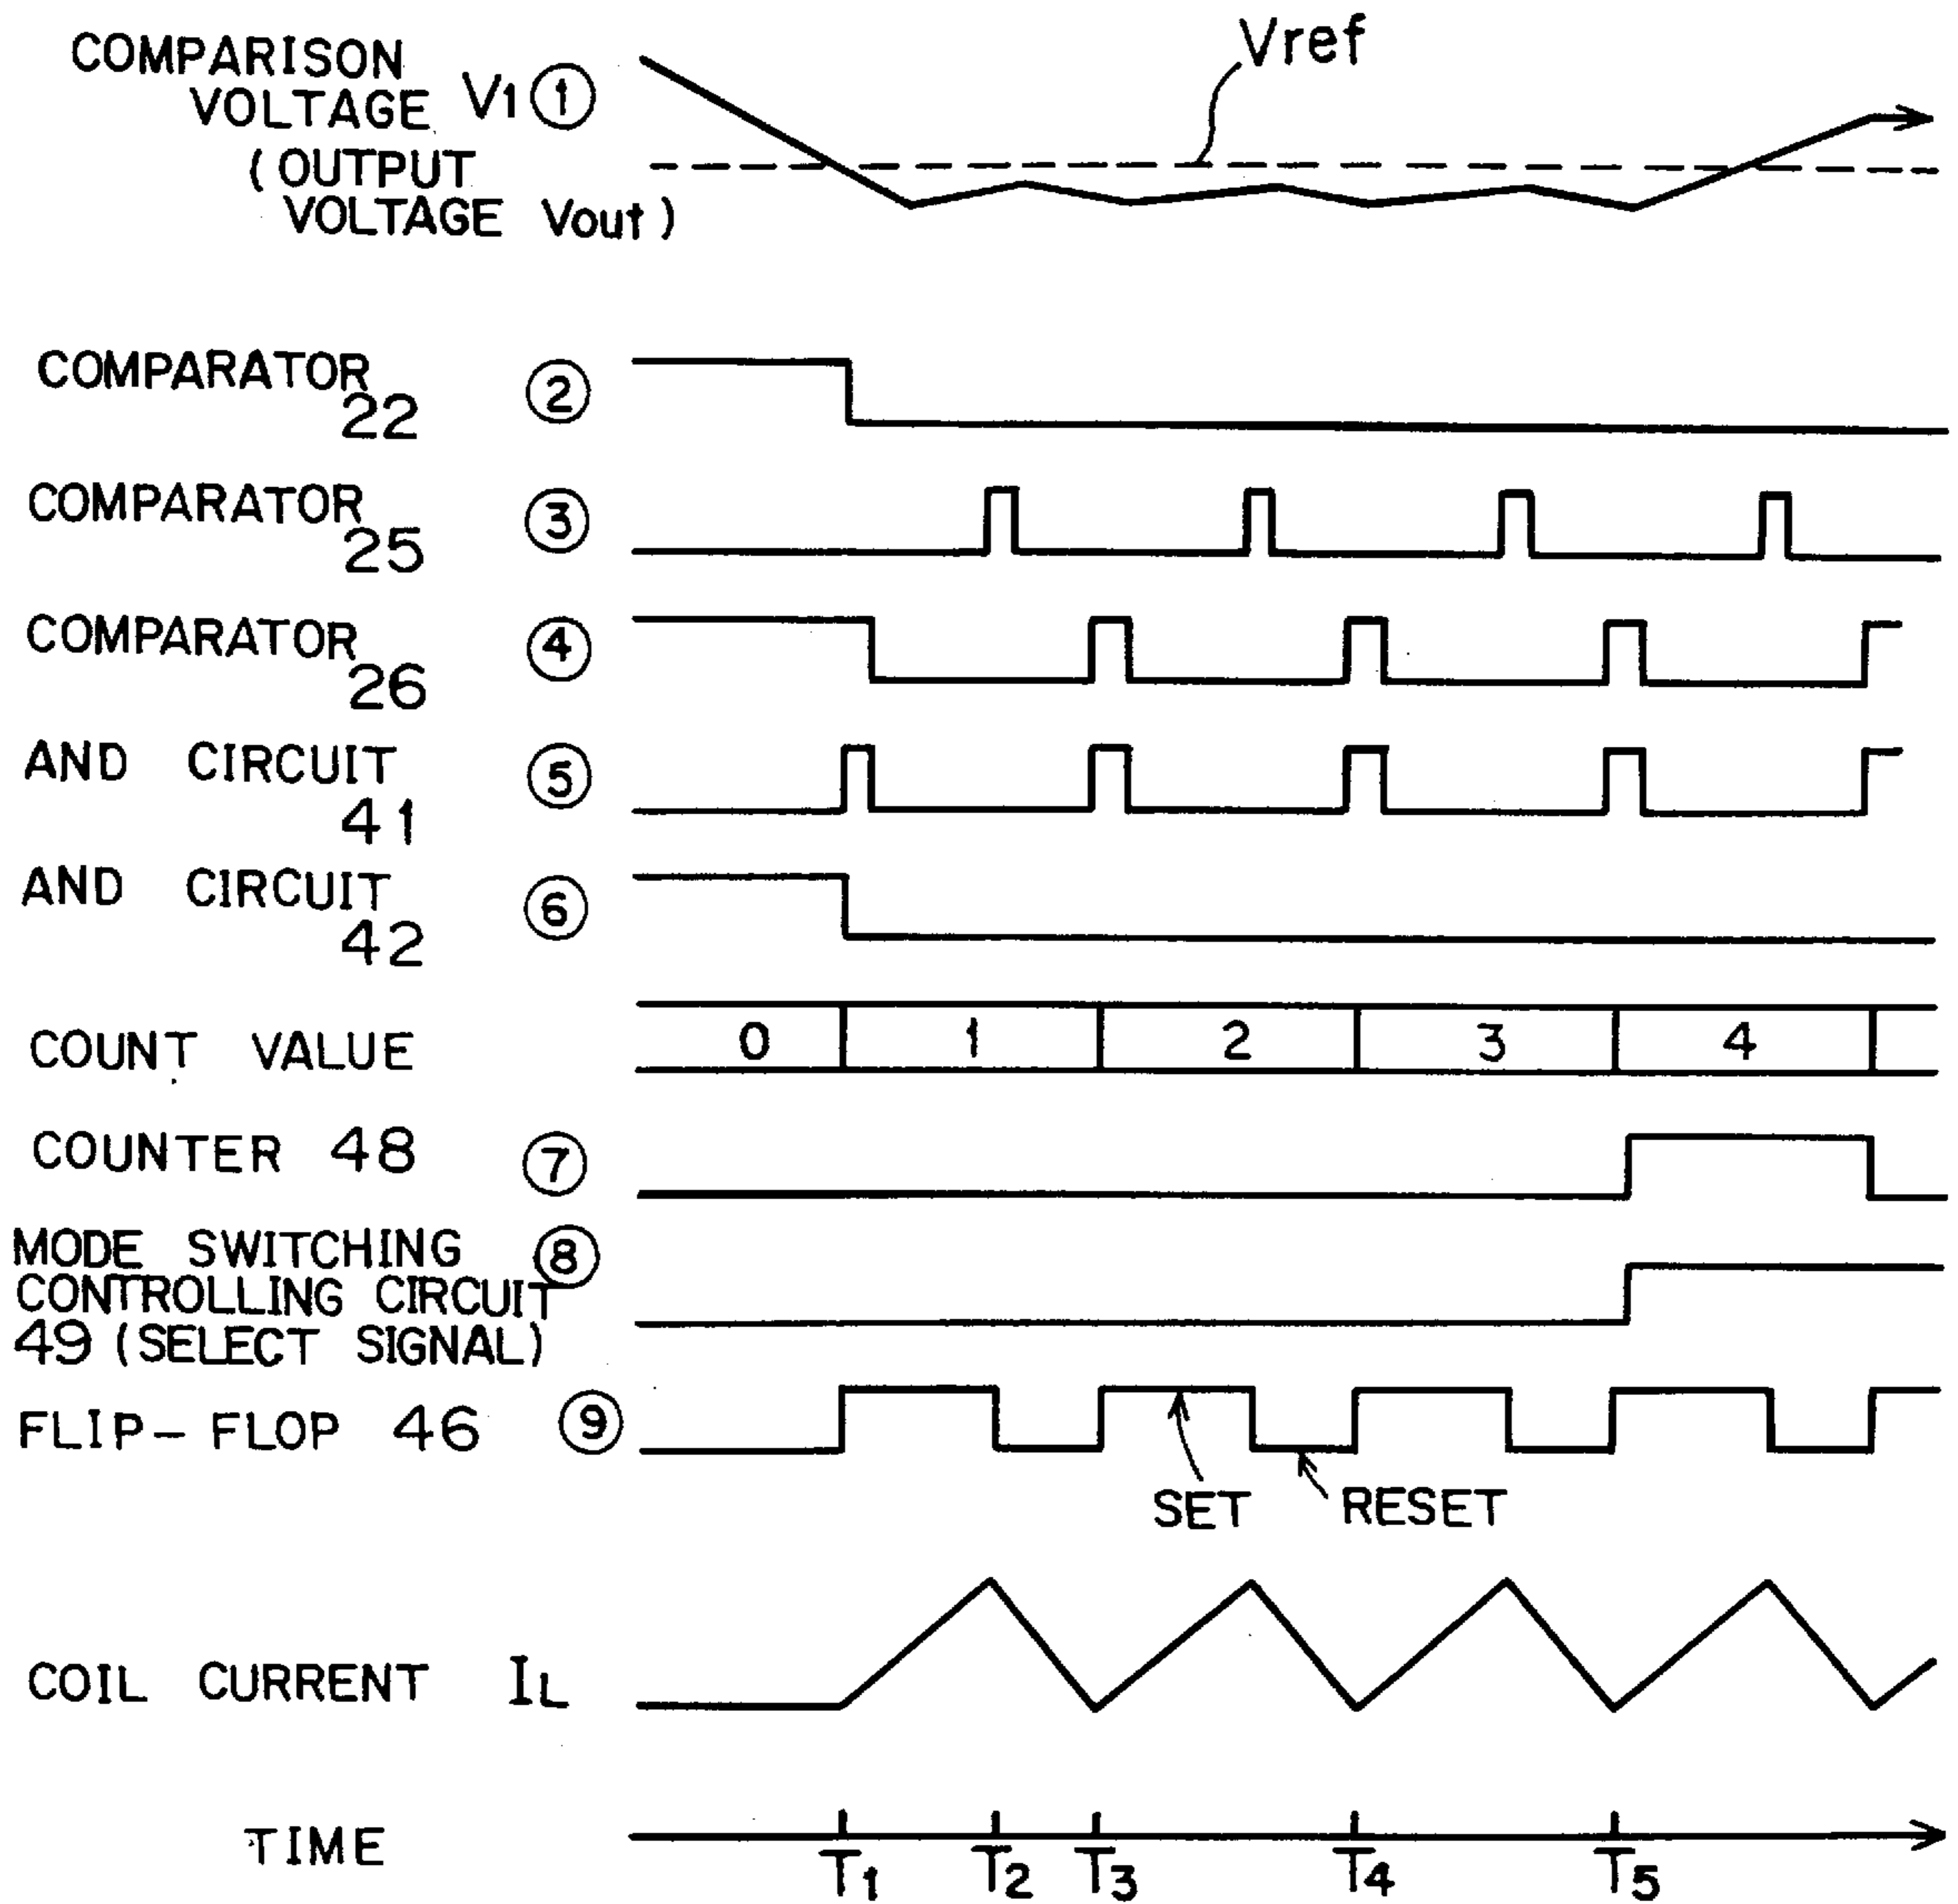 COMPARISON
VOLTAGE V1 ①
(OUTPUT
VOLTAGE Vout)
Vref
COMPARATOR
22 ②
COMPARATOR
25 ③
COMPARATOR
26 ④
AND CIRCUIT
41 ⑤
AND CIRCUIT
42 ⑥
COUNT VALUE 0 1 2 3 4
COUNTER 48 ⑦
MODE SWITCHING ⑧
CONTROLLING CIRCUIT
49 (SELECT SIGNAL)
FLIP-FLOP 46 ⑨
SET RESET
COIL CURRENT IL
TIME
T1 T2 T3 T4 T5